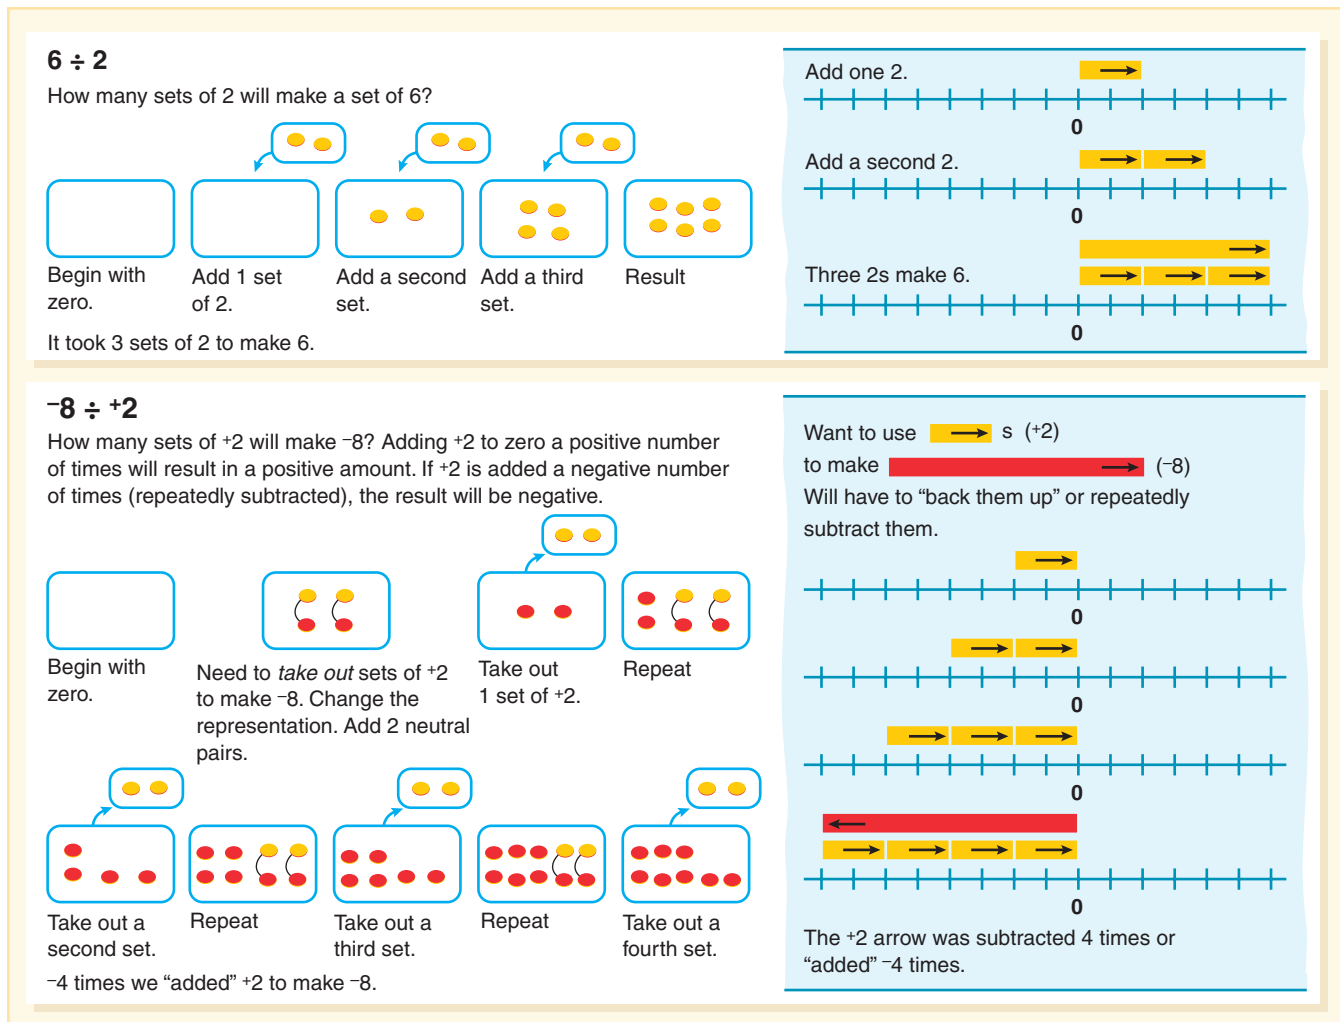 6 ÷ 2
How many sets of 2 will make a set of 6?
Begin with
zero.
Add 1 set
of 2.
Add a second
set.
Add a third
set.
Result
It took 3 sets of 2 to make 6.
Add one 2.
0
Add a second 2.
0
Three 2s make 6.
0
⁻8 ÷ ⁺2
How many sets of ⁺2 will make ⁻8? Adding ⁺2 to zero a positive number
of times will result in a positive amount. If ⁺2 is added a negative number
of times (repeatedly subtracted), the result will be negative.
Begin with
zero.
Need to take out sets of ⁺2
to make ⁻8. Change the
representation. Add 2 neutral
pairs.
Take out
1 set of ⁺2.
Repeat
Take out a
second set.
Repeat
Take out a
third set.
Repeat
Take out a
fourth set.
⁻4 times we “added” ⁺2 to make ⁻8.
Want to use s (⁺2)
to make (⁻8)
Will have to “back them up” or repeatedly
subtract them.
0
0
0
0
The ⁺2 arrow was subtracted 4 times or
“added” ⁻4 times.